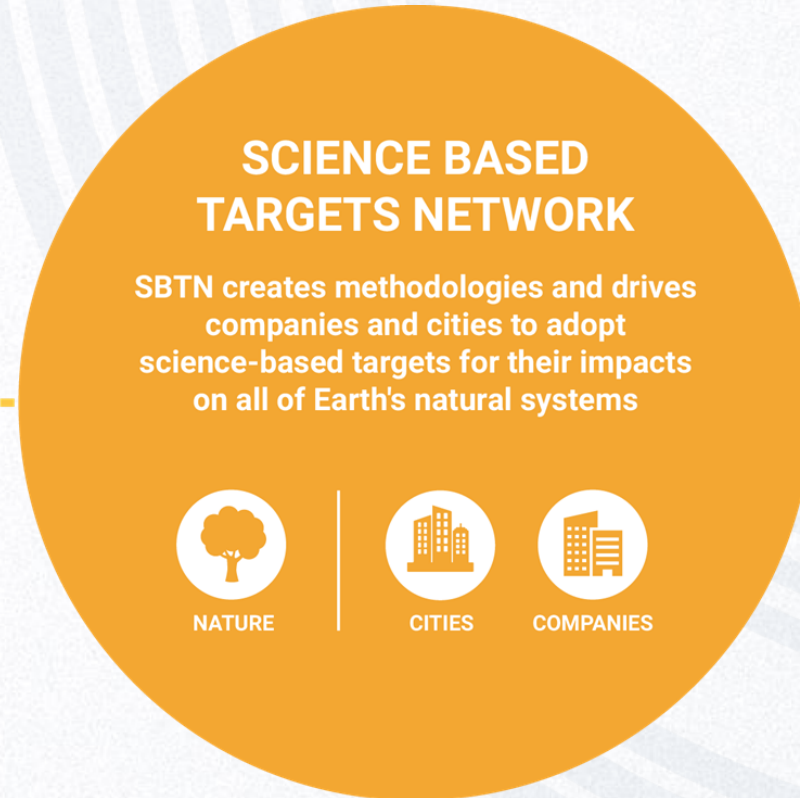 SCIENCE BASED
TARGETS NETWORK
SBTN creates methodologies and drives
companies and cities to adopt
science-based targets for their impacts
on all of Earth's natural systems
NATURE
CITIES
COMPANIES